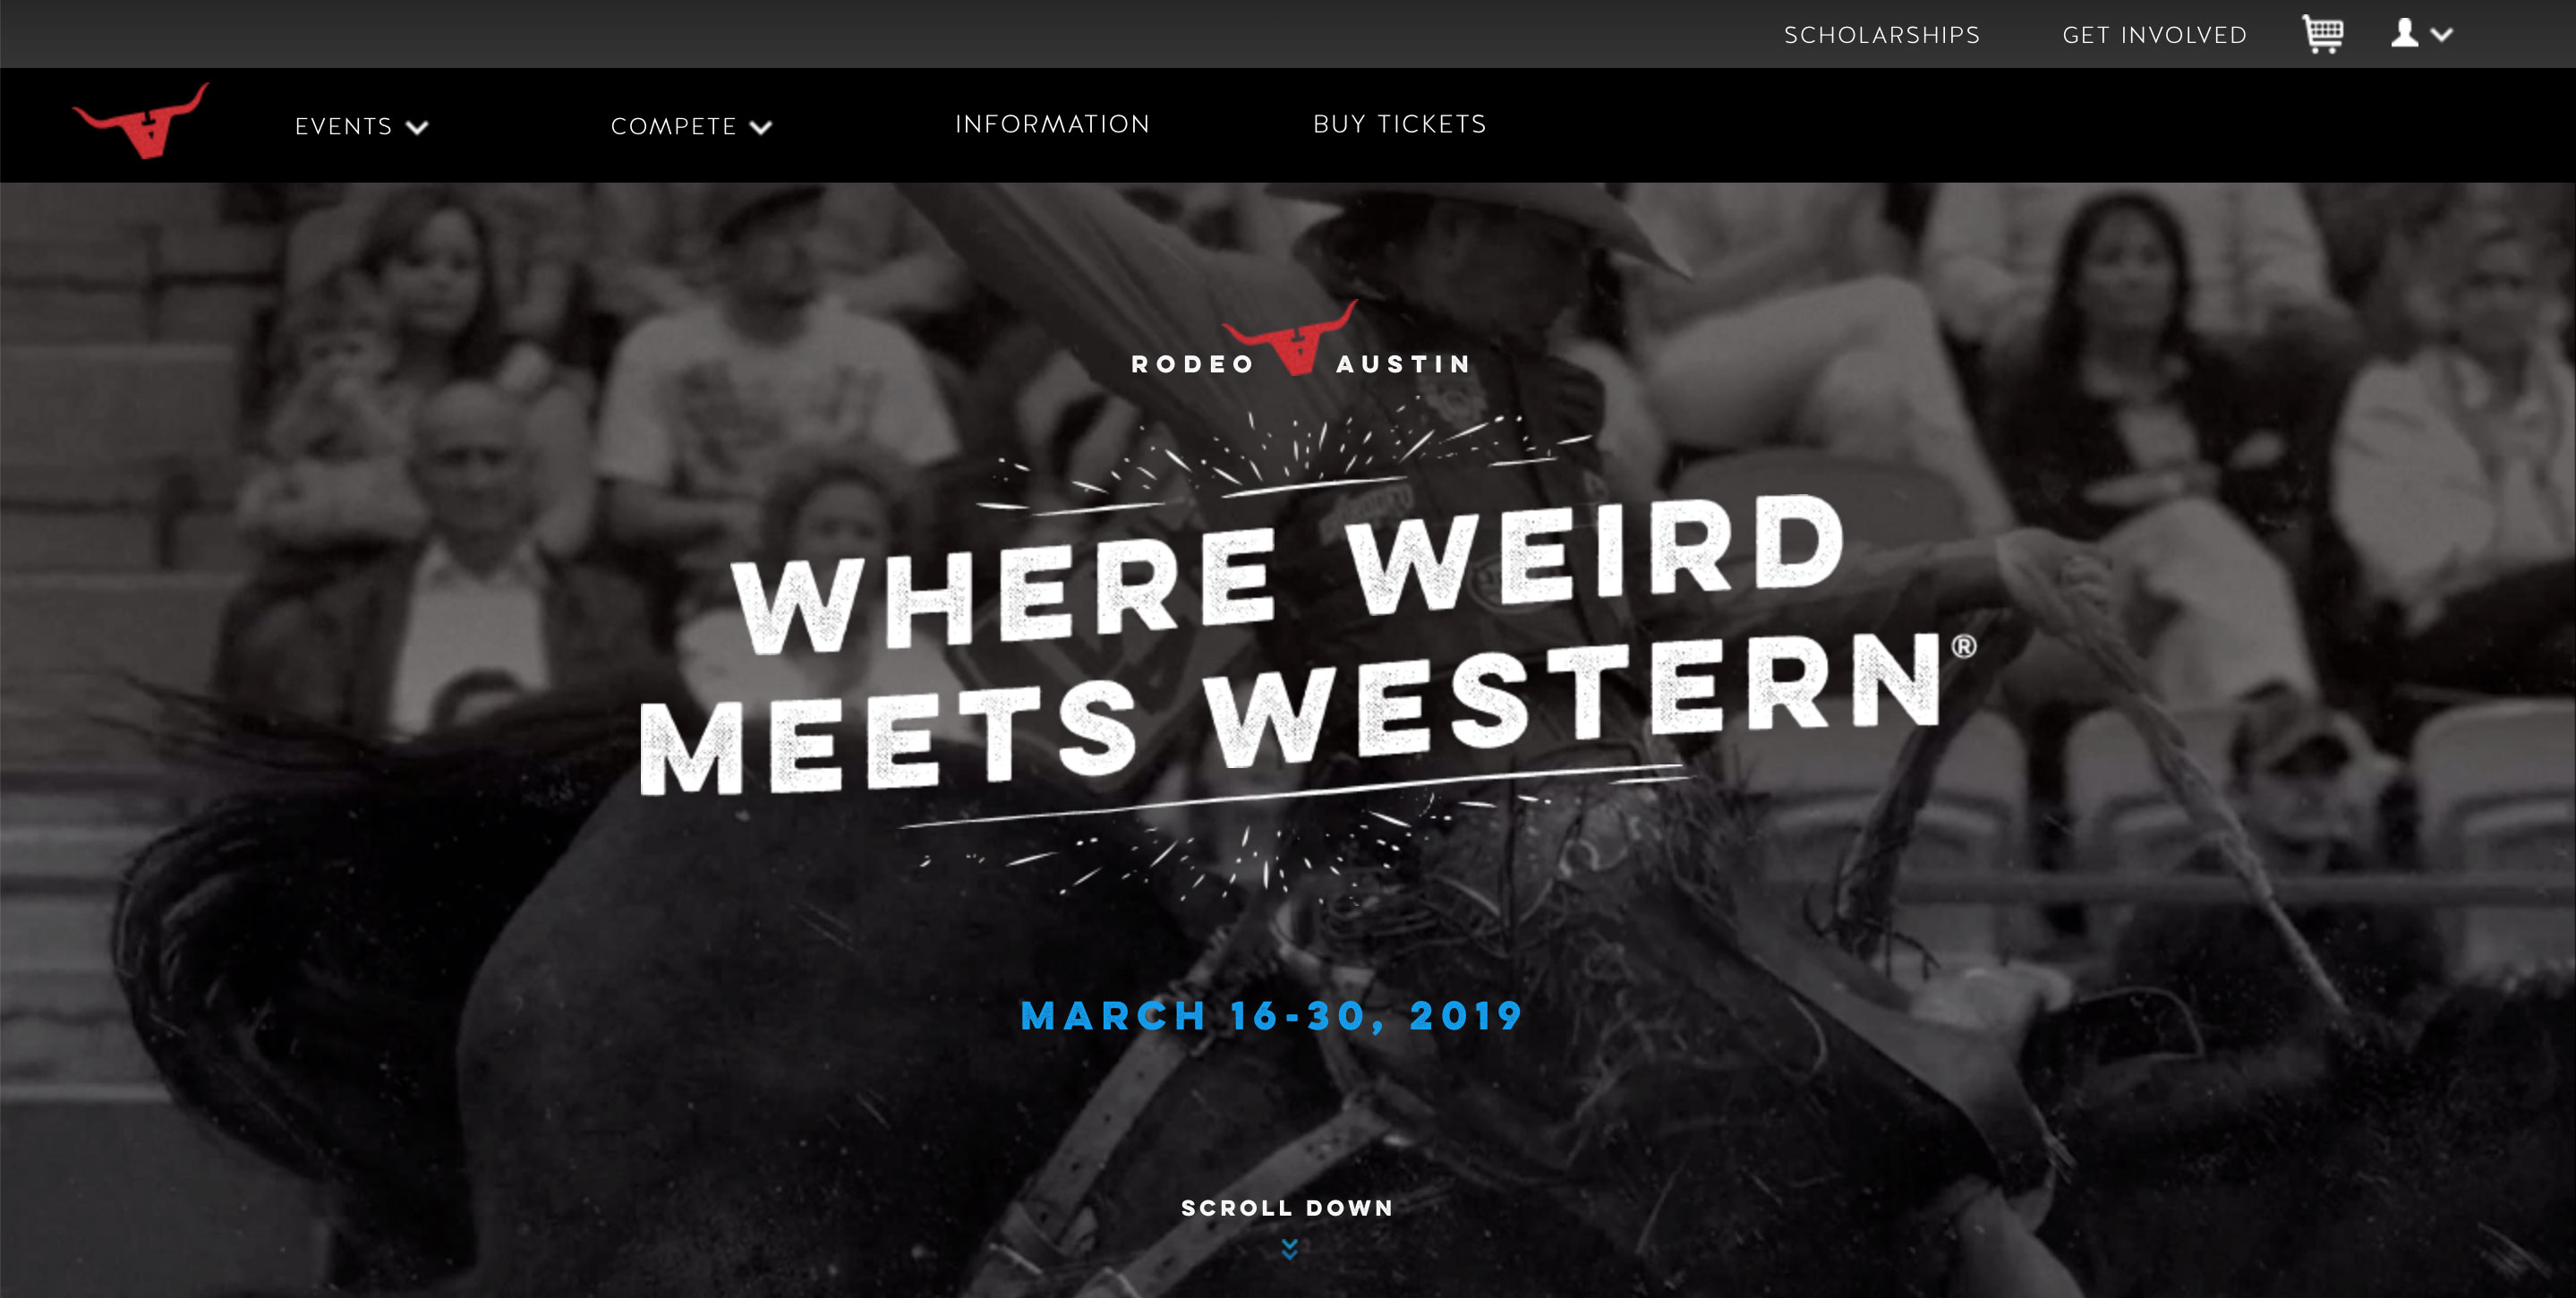 SCHOLARSHIPS GET INVOLVED
EVENTS COMPETE INFORMATION BUY TICKETS
RODEO AUSTIN
WHERE WEIRD
MEETS WESTERN®
MARCH 16-30, 2019
SCROLL DOWN